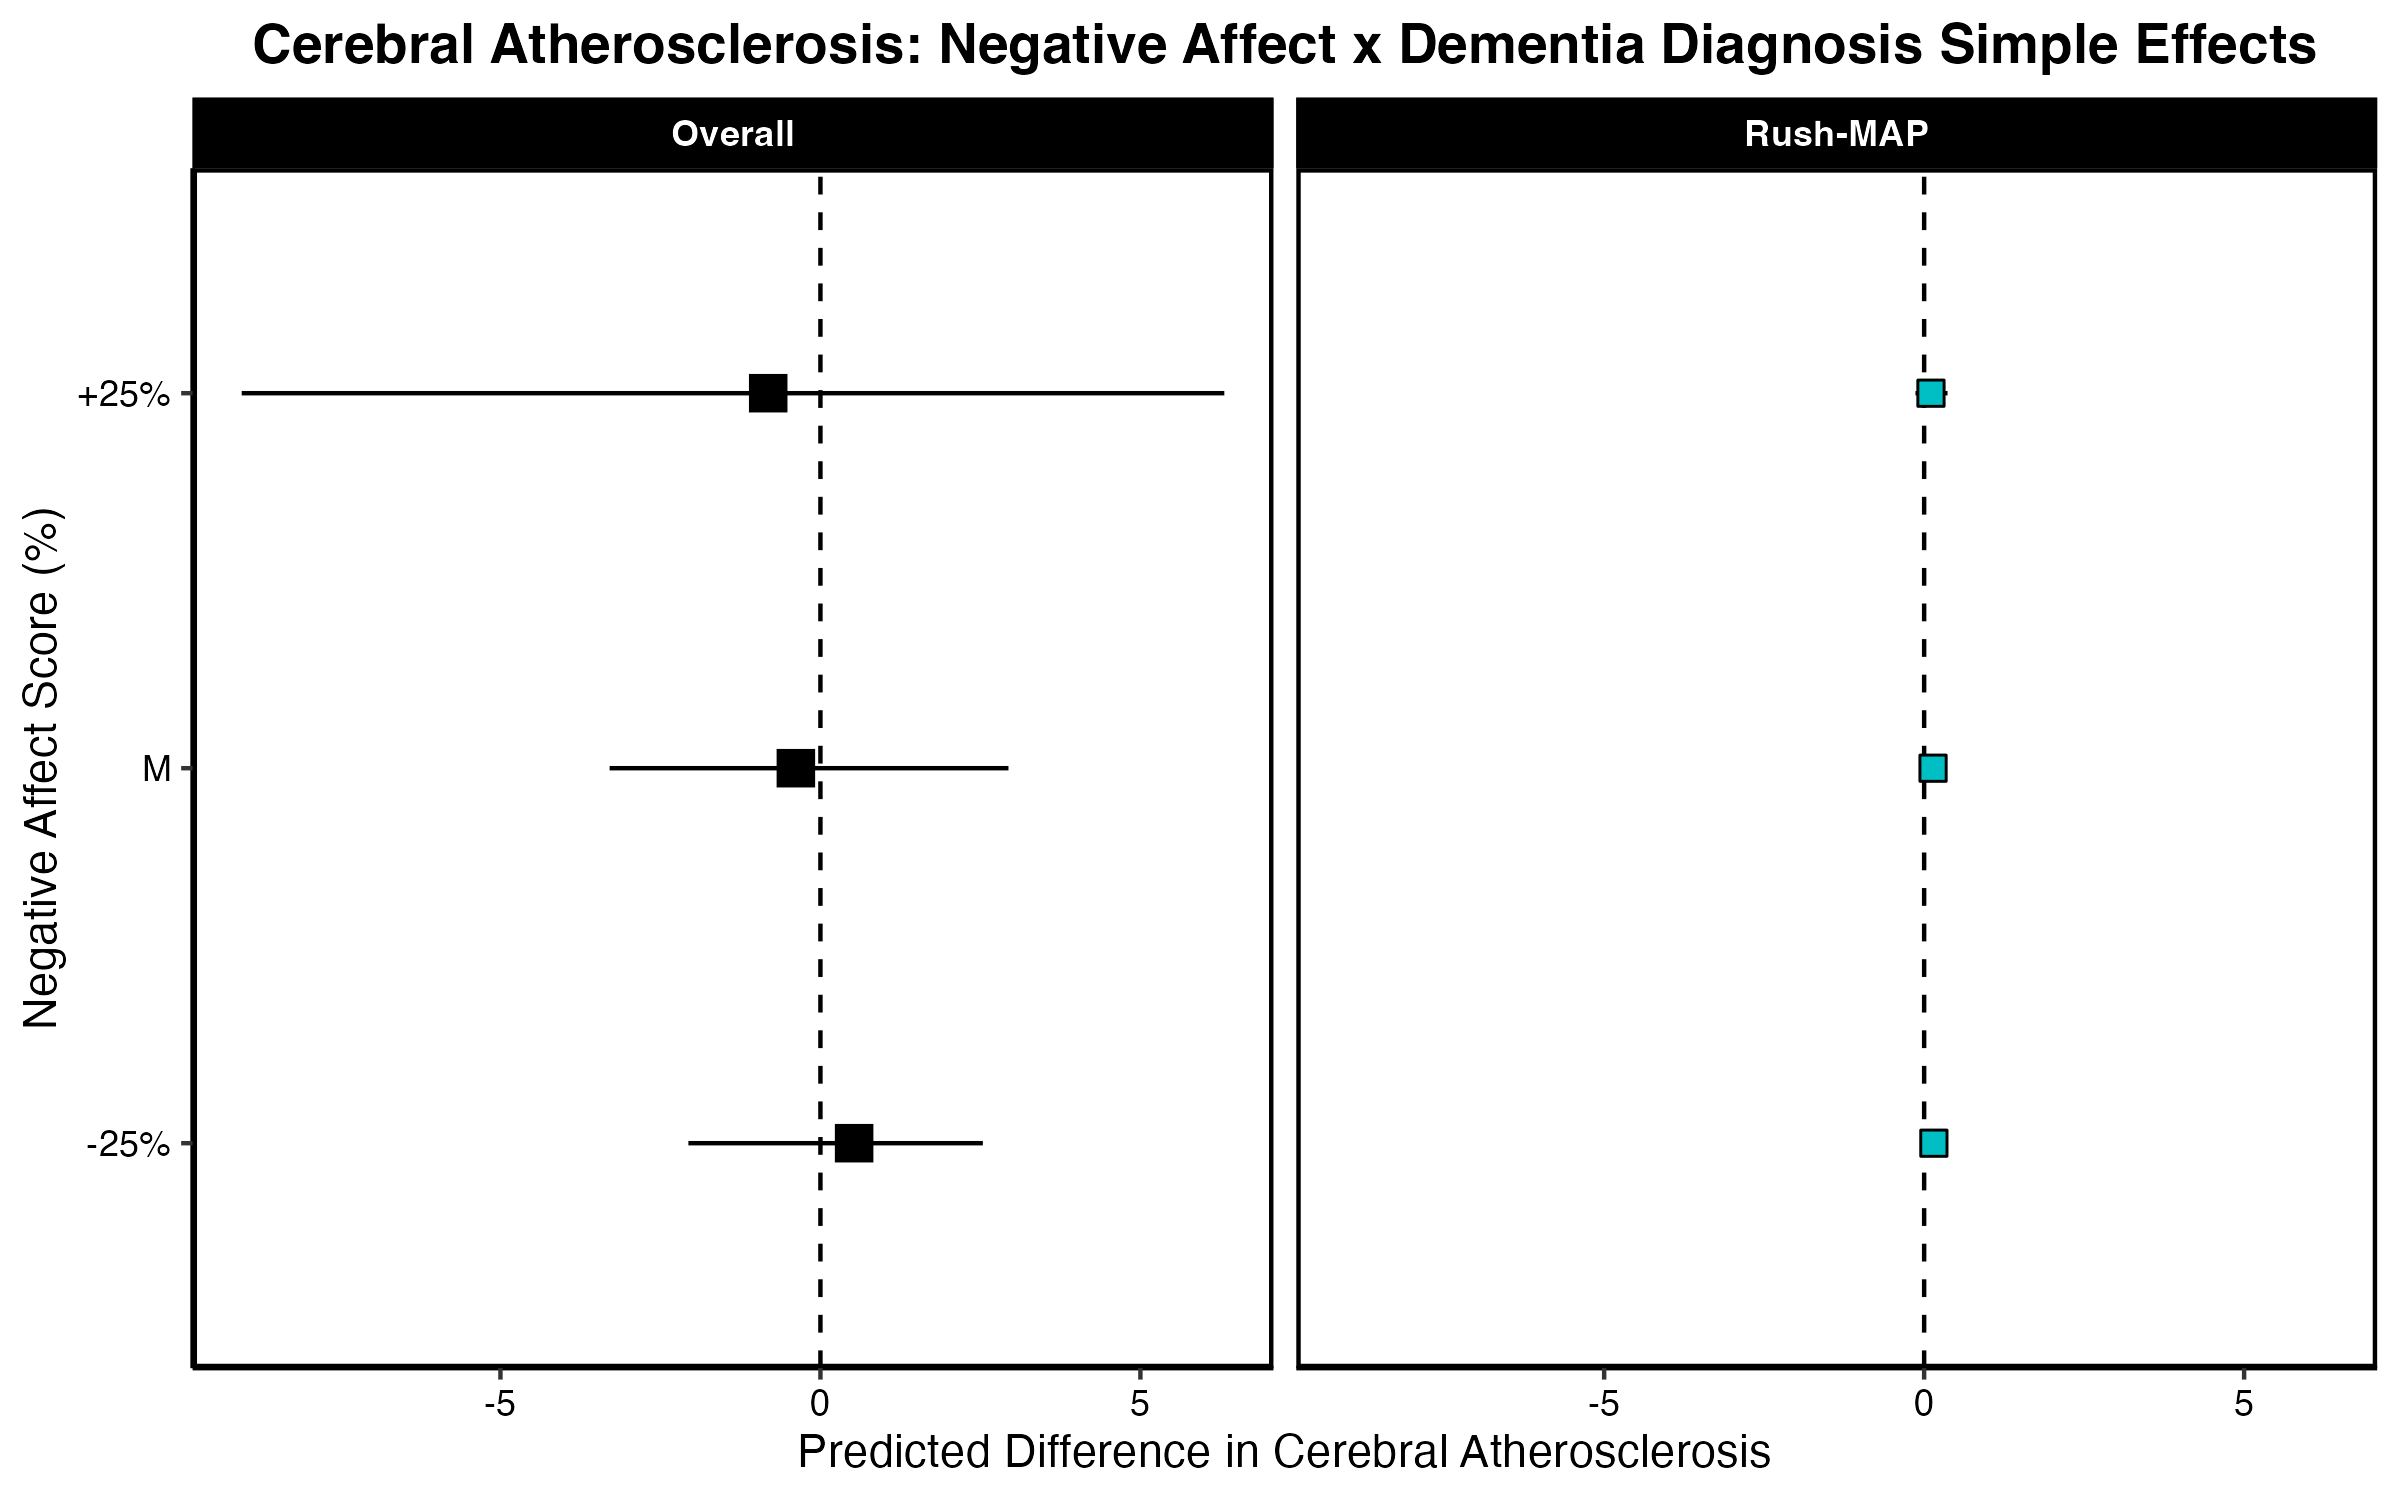 Cerebral Atherosclerosis: Negative Affect x Dementia Diagnosis Simple Effects
Overall
Rush-MAP
Negative Affect Score (%)
+25%
M
-25%
-5
0
5
-5
0
5
Predicted Difference in Cerebral Atherosclerosis